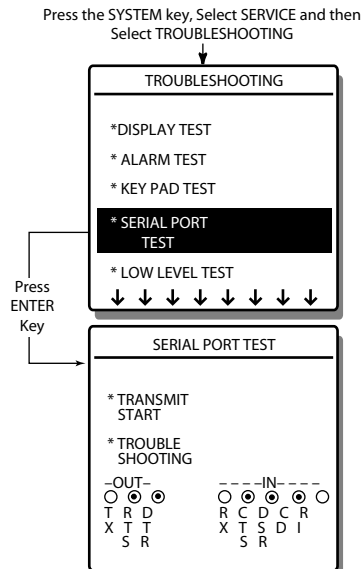 Press the SYSTEM key, Select SERVICE and then
Select TROUBLESHOOTING
TROUBLESHOOTING
*DISPLAY TEST
* ALARM TEST
* KEY PAD TEST
* SERIAL PORT
TEST
* LOW LEVEL TEST
Press
ENTER
Key
SERIAL PORT TEST
* TRANSMIT
START
* TROUBLE
SHOOTING
–OUT– – – – –IN– – – –
T R D R C D C R
X T T X T S D I
S R S R